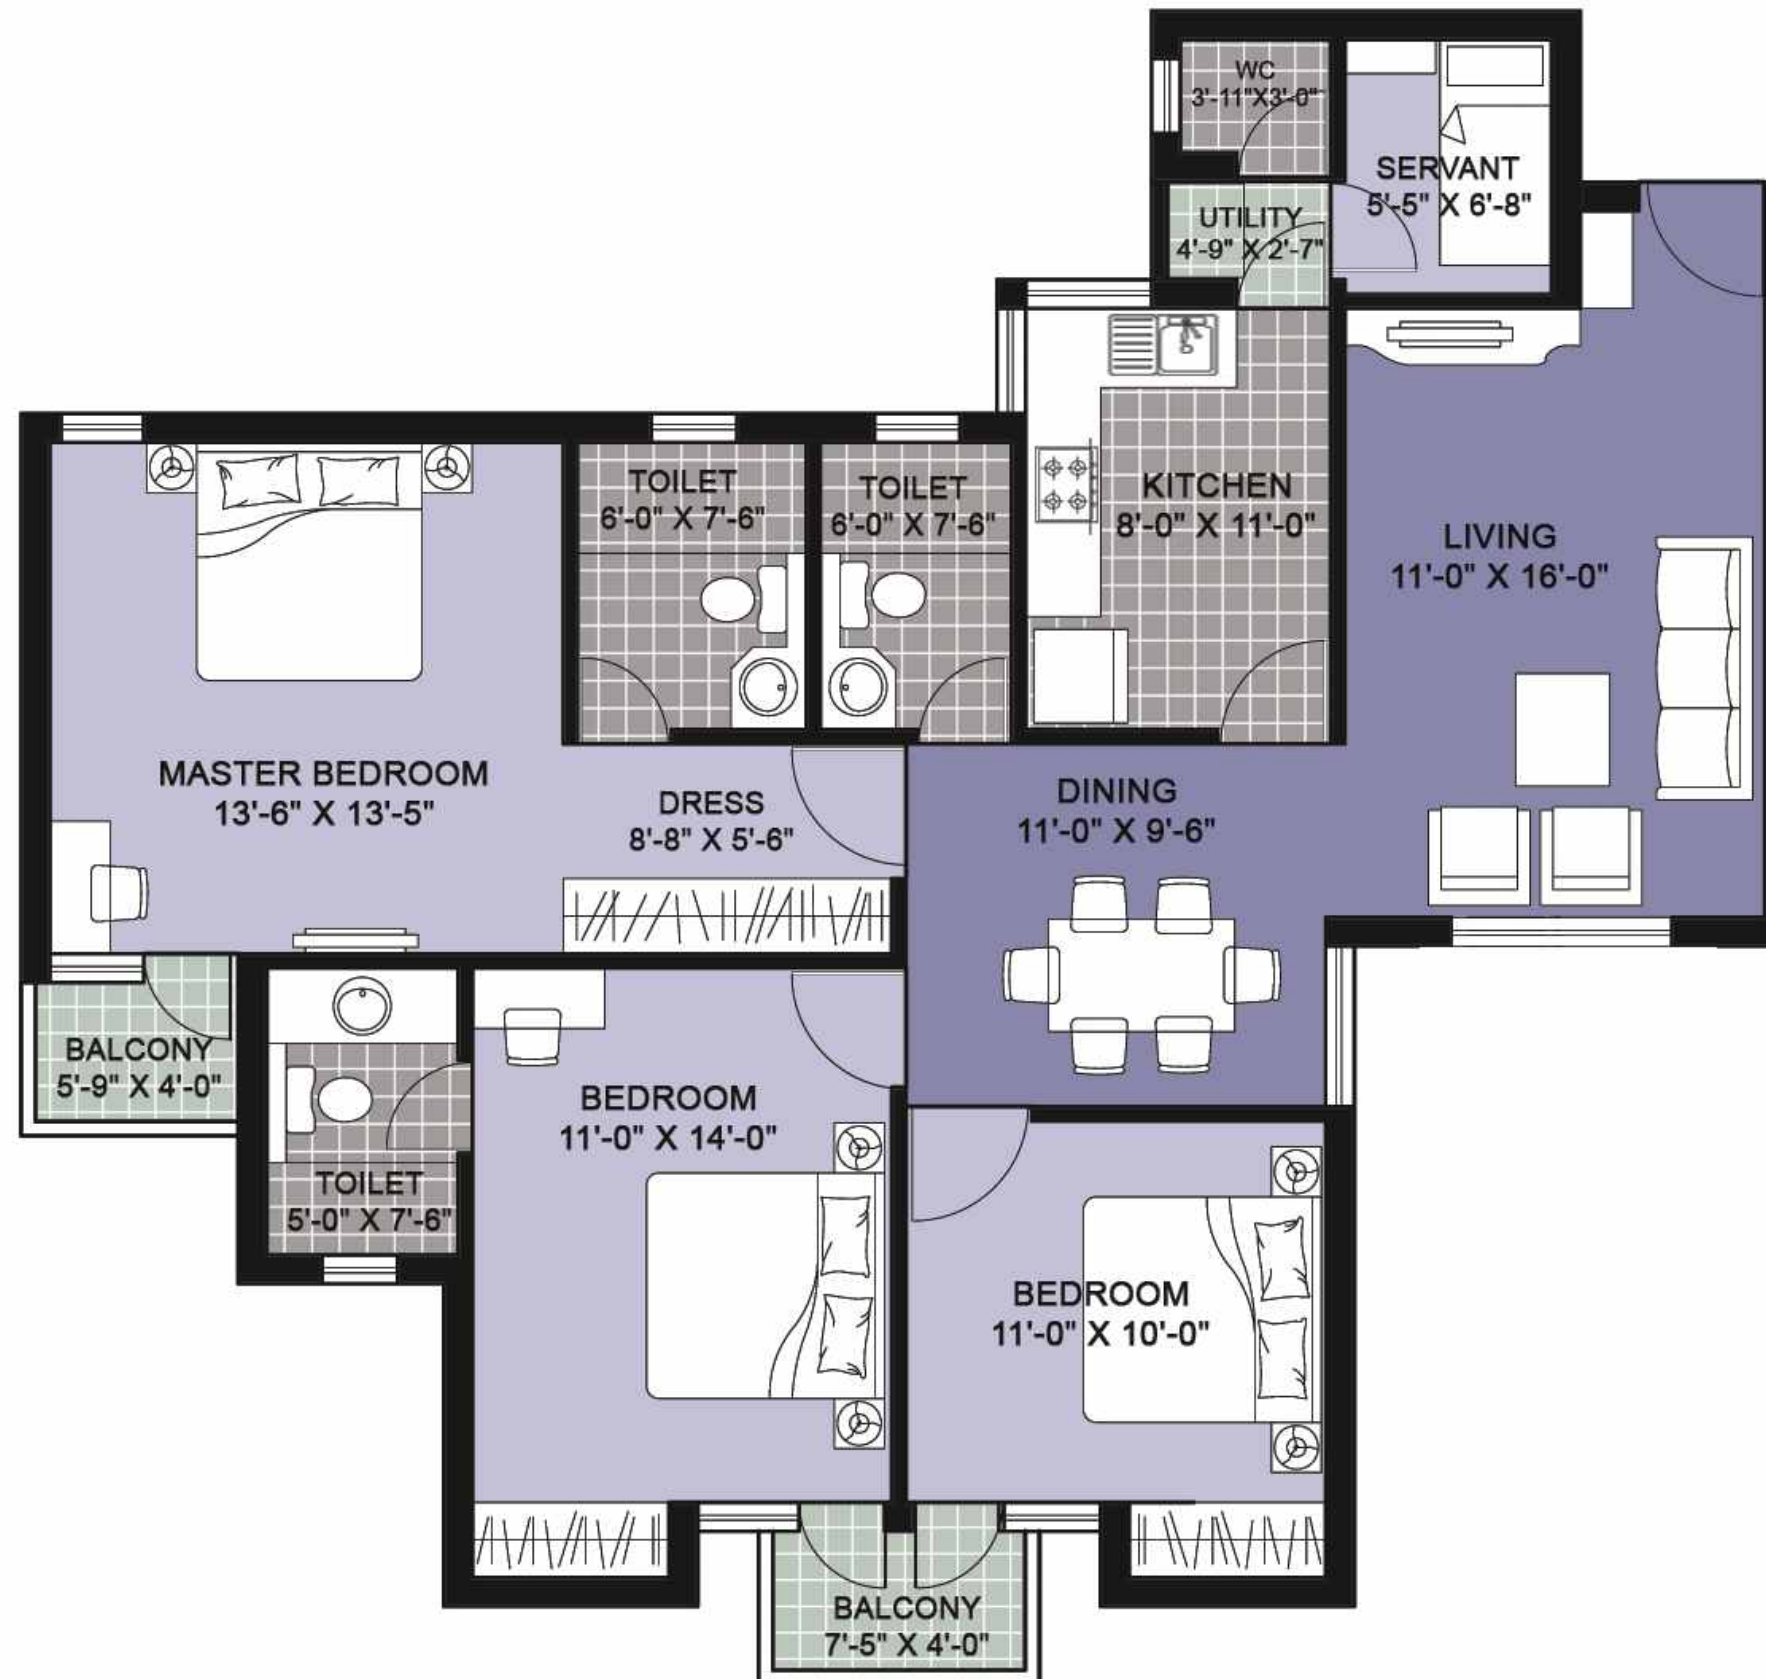 WC
3'-11"X3'-0"
SERVANT
5'-5" X 6'-8"
UTILITY
4'-9" X 2'-7"
TOILET
6'-0" X 7'-6"
TOILET
6'-0" X 7'-6"
KITCHEN
8'-0" X 11'-0"
LIVING
11'-0" X 16'-0"
MASTER BEDROOM
13'-6" X 13'-5"
DRESS
8'-8" X 5'-6"
DINING
11'-0" X 9'-6"
BALCONY
5'-9" X 4'-0"
BEDROOM
11'-0" X 14'-0"
TOILET
5'-0" X 7'-6"
BEDROOM
11'-0" X 10'-0"
BALCONY
7'-5" X 4'-0"